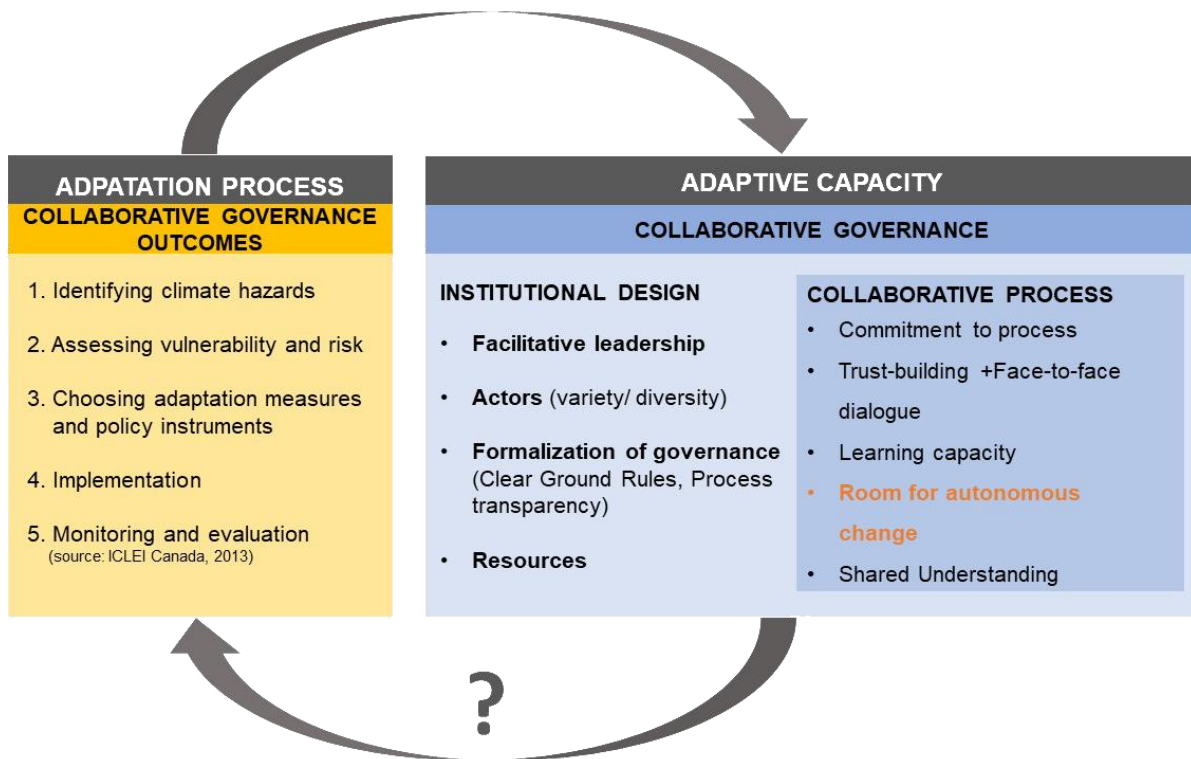 ADPATATION PROCESS
COLLABORATIVE GOVERNANCE
OUTCOMES
1. Identifying climate hazards
2. Assessing vulnerability and risk
3. Choosing adaptation measures
and policy instruments
4. Implementation
5. Monitoring and evaluation
(source: ICLEI Canada, 2013)
ADAPTIVE CAPACITY
COLLABORATIVE GOVERNANCE
INSTITUTIONAL DESIGN
• Facilitative leadership
• Actors (variety/ diversity)
• Formalization of governance
(Clear Ground Rules, Process
transparency)
• Resources
COLLABORATIVE PROCESS
• Commitment to process
• Trust-building +Face-to-face
dialogue
• Learning capacity
• Room for autonomous
change
• Shared Understanding
?